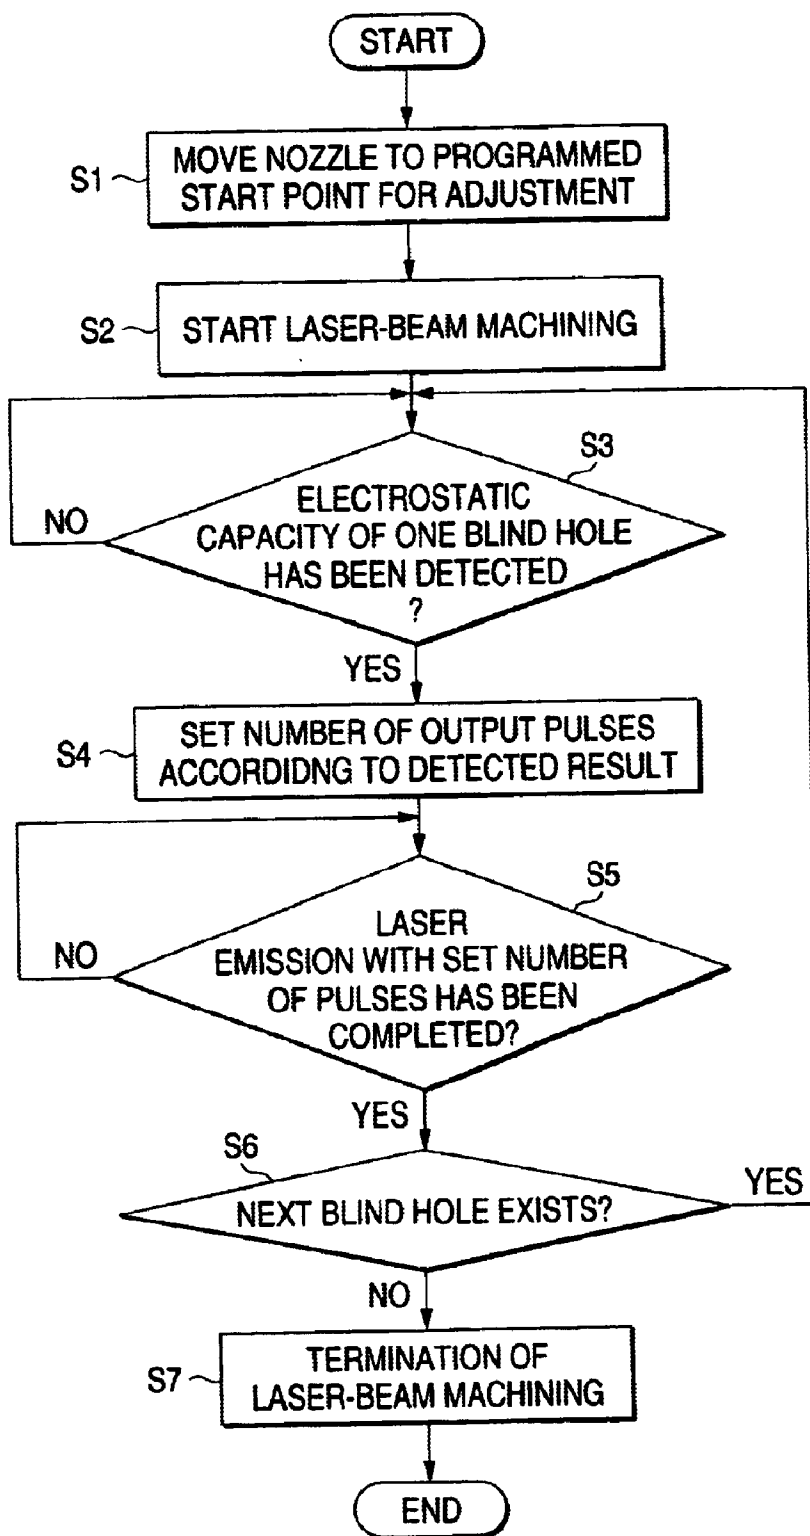 START
S1
MOVE NOZZLE TO PROGRAMMED
START POINT FOR ADJUSTMENT
S2
START LASER-BEAM MACHINING
S3
ELECTROSTATIC
CAPACITY OF ONE BLIND HOLE
HAS BEEN DETECTED
?
NO
YES
S4
SET NUMBER OF OUTPUT PULSES
ACCORDIDNG TO DETECTED RESULT
S5
LASER
EMISSION WITH SET NUMBER
OF PULSES HAS BEEN
COMPLETED?
NO
YES
S6
NEXT BLIND HOLE EXISTS?
YES
NO
S7
TERMINATION OF
LASER-BEAM MACHINING
END